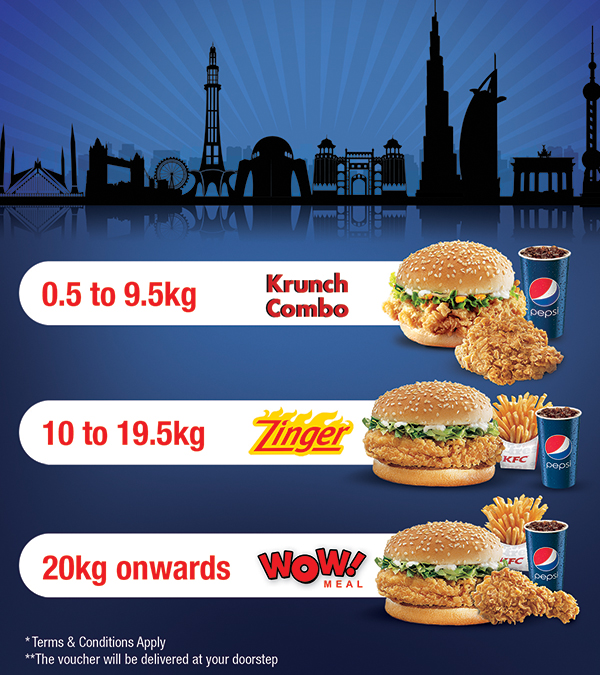 0.5 to 9.5kg
Krunch
Combo
pepsi
10 to 19.5kg
Zinger
KFC
pepsi
20kg onwards
WOW!
MEAL
KFC
pepsi
*Terms & Conditions Apply
**The voucher will be delivered at your doorstep